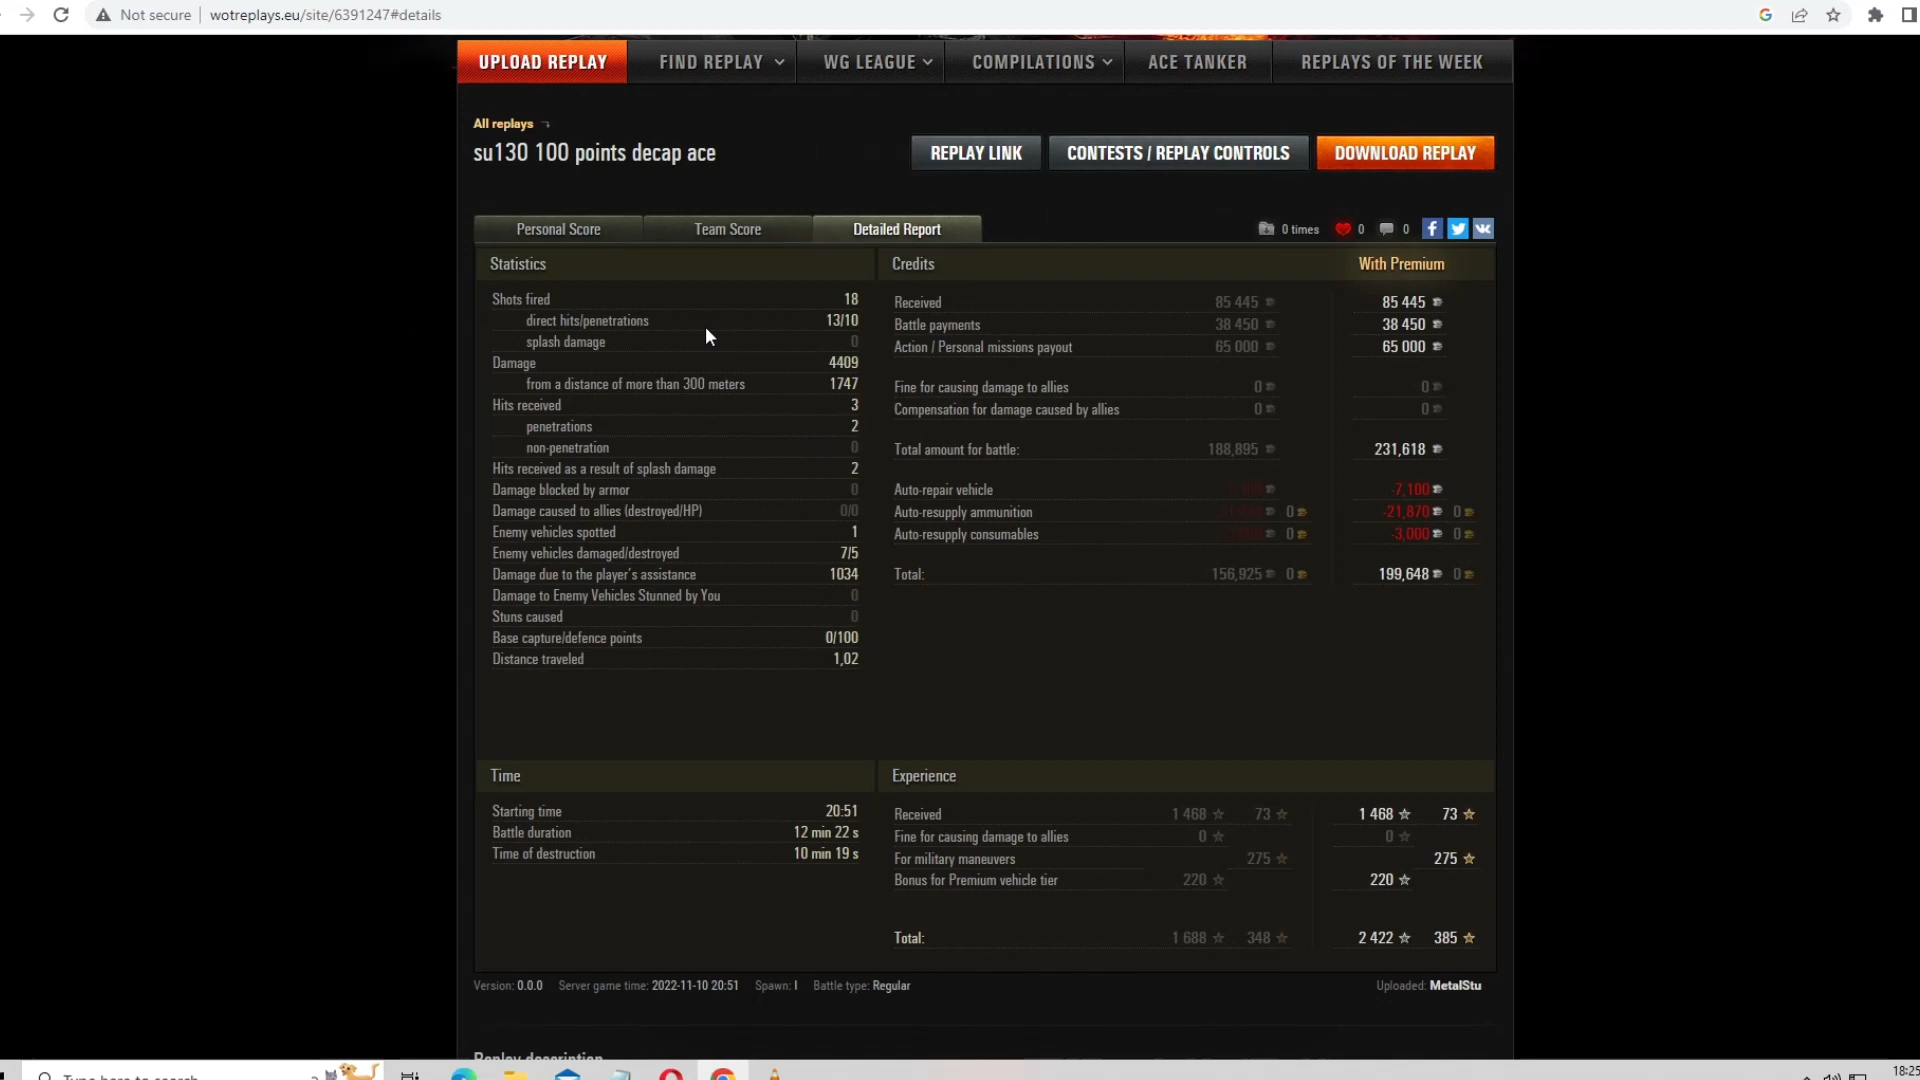 Not secure wotreplays.eu/site/6391247#details
UPLOAD REPLAY FIND REPLAY WG LEAGUE COMPILATIONS ACE TANKER REPLAYS OF THE WEEK
All replays
su130 100 points decap ace
REPLAY LINK CONTESTS / REPLAY CONTROLS DOWNLOAD REPLAY
Personal Score Team Score Detailed Report 0 times 0 0
Statistics
Shots fired 18
direct hits/penetrations 13/10
splash damage 0
Damage 4409
from a distance of more than 300 meters 1747
Hits received 3
penetrations 2
non-penetration 0
Hits received as a result of splash damage 2
Damage blocked by armor 0
Damage caused to allies (destroyed/HP) 0/0
Enemy vehicles spotted 1
Enemy vehicles damaged/destroyed 7/5
Damage due to the player's assistance 1034
Damage to Enemy Vehicles Stunned by You 0
Stuns caused 0
Base capture/defence points 0/100
Distance traveled 1,02
Credits With Premium
Received 85 445 85 445
Battle payments 38 450 38 450
Action / Personal missions payout 65 000 65 000
Fine for causing damage to allies 0 0
Compensation for damage caused by allies 0 0
Total amount for battle: 188,895 231,618
Auto-repair vehicle -7,100
Auto-resupply ammunition 0 -21,870 0
Auto-resupply consumables 0 -3,000 0
Total: 156,925 0 199,648 0
Time
Starting time 20:51
Battle duration 12 min 22 s
Time of destruction 10 min 19 s
Experience
Received 1 468 73 1 468 73
Fine for causing damage to allies 0 0
For military maneuvers 275 275
Bonus for Premium vehicle tier 220 220
Total: 1 688 348 2 422 385
Version: 0.0.0 Server game time: 2022-11-10 20:51 Spawn: I Battle type: Regular Uploaded: MetalStu
Replay description
Type here to search
18:25